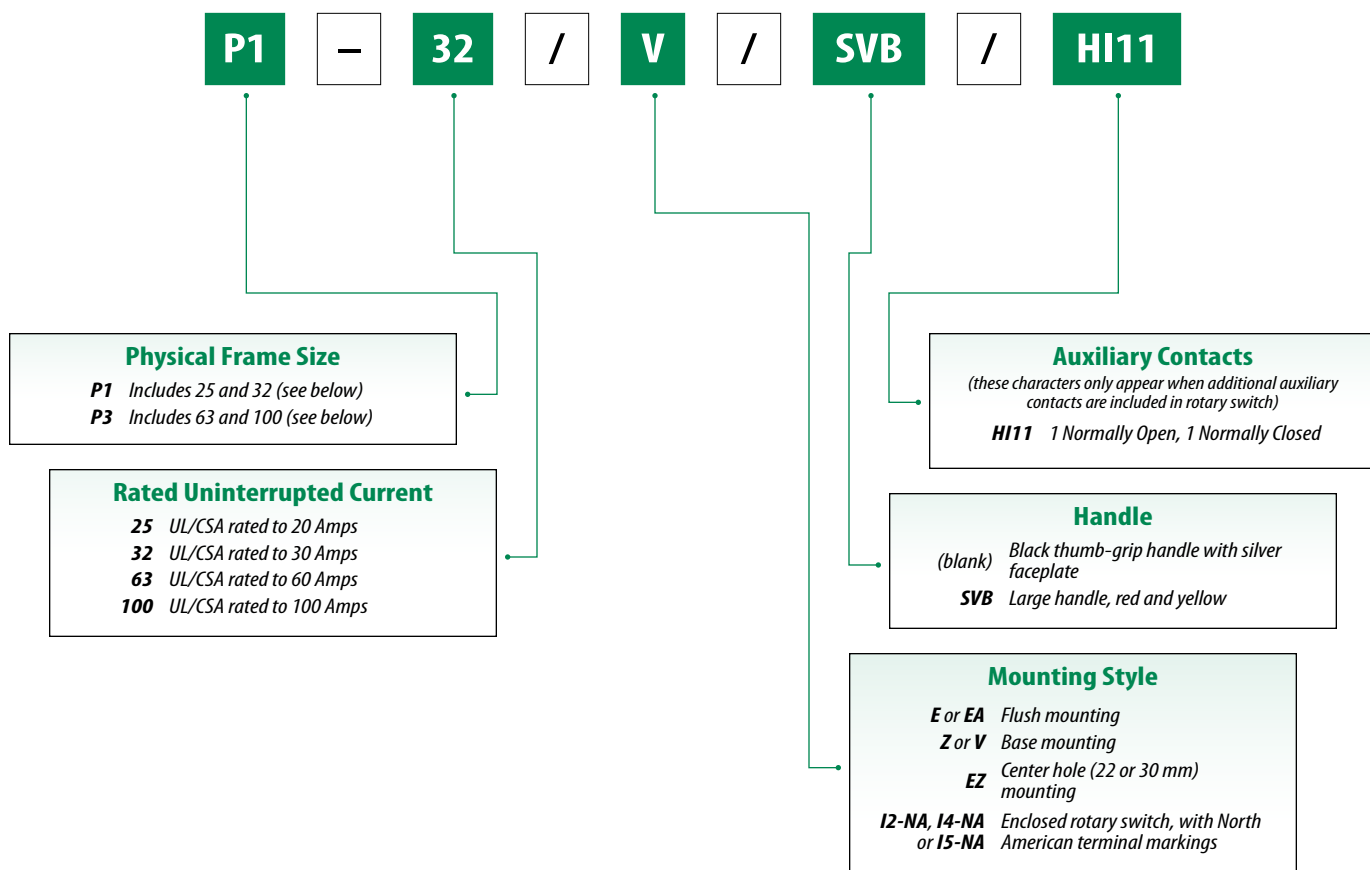 P1 – 32 / V / SVB / HI11
Physical Frame Size
P1 Includes 25 and 32 (see below)
P3 Includes 63 and 100 (see below)
Rated Uninterrupted Current
25 UL/CSA rated to 20 Amps
32 UL/CSA rated to 30 Amps
63 UL/CSA rated to 60 Amps
100 UL/CSA rated to 100 Amps
Auxiliary Contacts
(these characters only appear when additional auxiliary
contacts are included in rotary switch)
HI11 1 Normally Open, 1 Normally Closed
Handle
(blank) Black thumb-grip handle with silver
faceplate
SVB Large handle, red and yellow
Mounting Style
E or EA Flush mounting
Z or V Base mounting
EZ Center hole (22 or 30 mm)
mounting
I2-NA, I4-NA Enclosed rotary switch, with North
or I5-NA American terminal markings